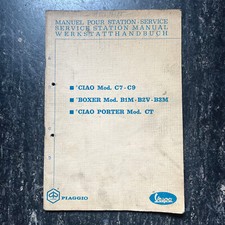 MANUEL POUR STATION-SERVICE
SERVICE STATION MANUAL
WERKSTATTHANDBUCH
■ 'CIAO Mod. C7-C9
■ 'BOXER Mod. B1M-B2V-B3M
■ 'CIAO PORTER Mod. CT
PIAGGIO
Vespa